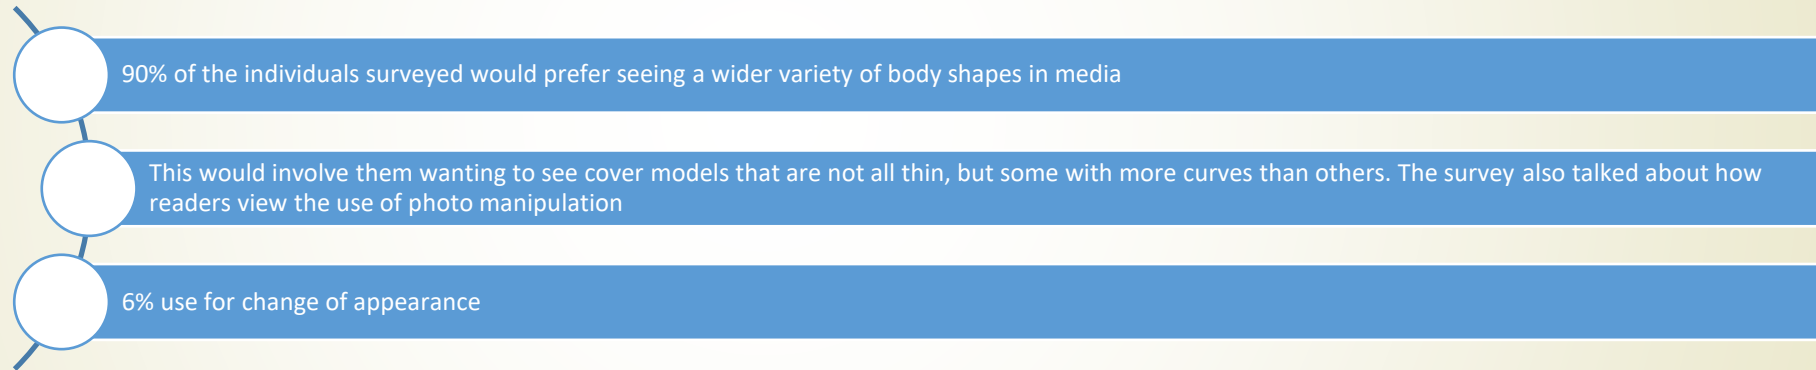 90% of the individuals surveyed would prefer seeing a wider variety of body shapes in media
This would involve them wanting to see cover models that are not all thin, but some with more curves than others. The survey also talked about how
readers view the use of photo manipulation
6% use for change of appearance